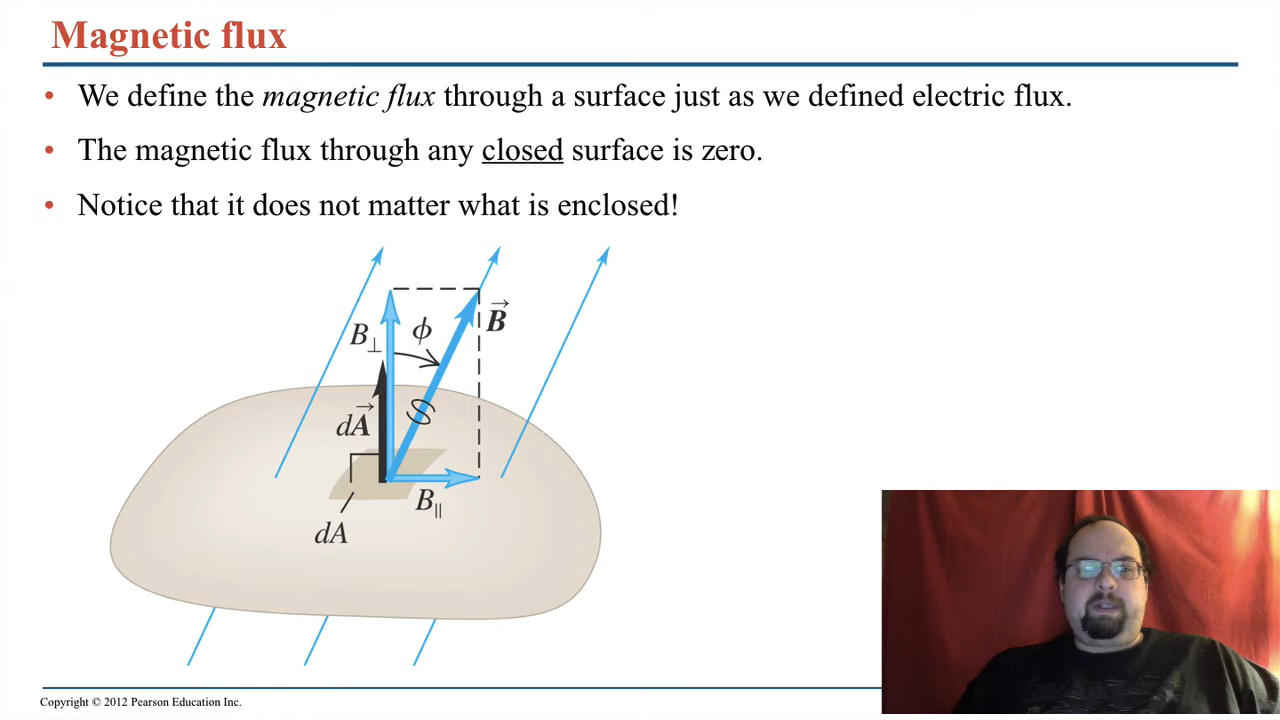 Magnetic flux
• We define the magnetic flux through a surface just as we defined electric flux.
• The magnetic flux through any closed surface is zero.
• Notice that it does not matter what is enclosed!
B⊥
ϕ
B⃗
dA⃗
B||
dA
Copyright © 2012 Pearson Education Inc.